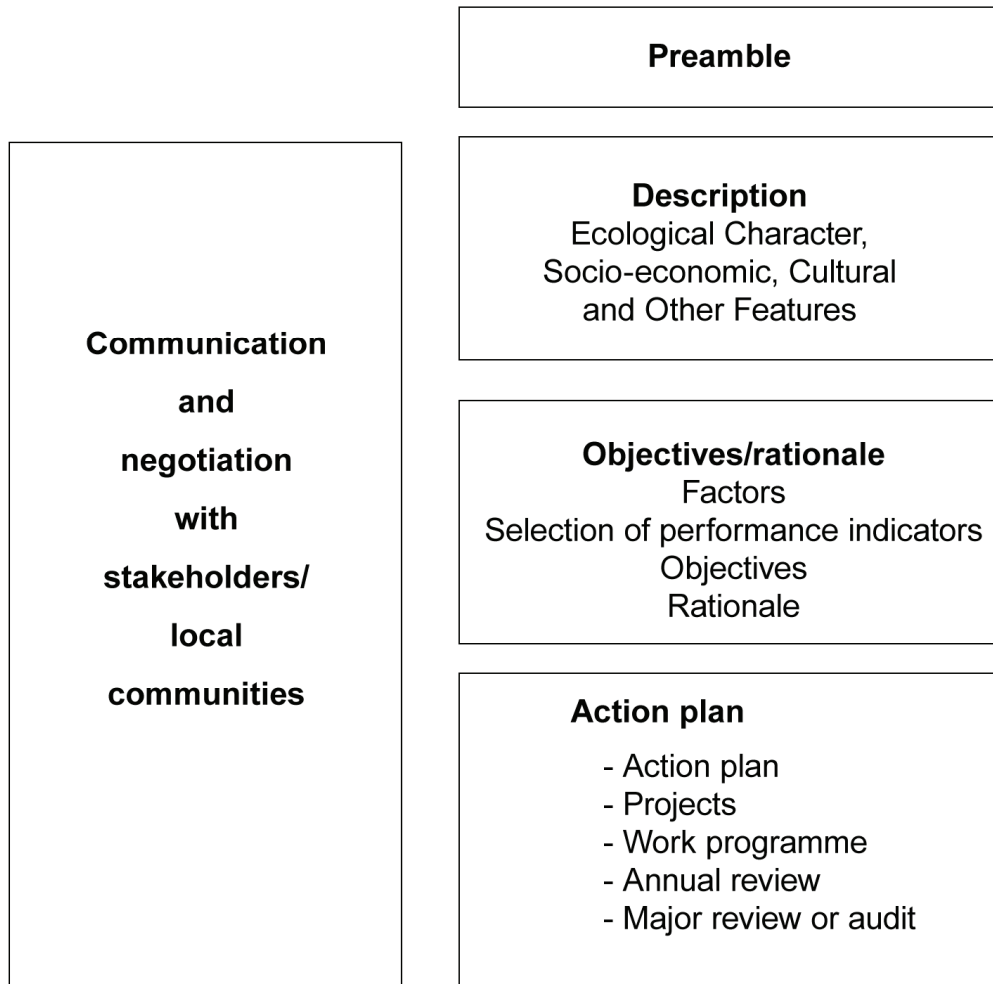 Preamble
Communication
and
negotiation
with
stakeholders/
local
communities
Description
Ecological Character,
Socio-economic, Cultural
and Other Features
Objectives/rationale
Factors
Selection of performance indicators
Objectives
Rationale
Action plan
- Action plan
- Projects
- Work programme
- Annual review
- Major review or audit